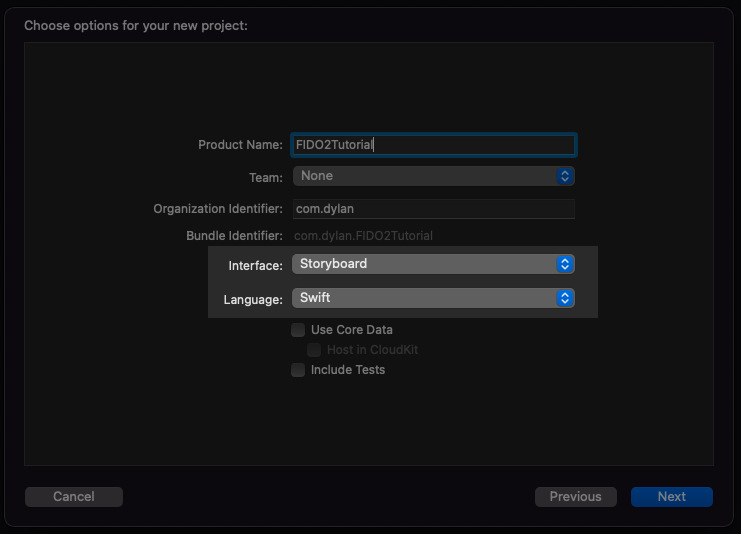 Choose options for your new project:
Product Name: FIDO2Tutorial
Team: None
Organization Identifier: com.dylan
Bundle Identifier: com.dylan.FIDO2Tutorial
Interface: Storyboard
Language: Swift
Use Core Data
Host in CloudKit
Include Tests
Cancel Previous Next